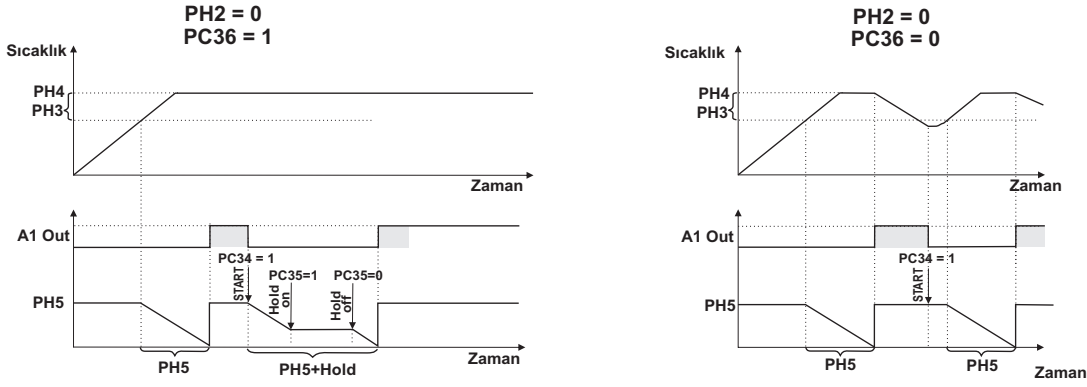 PH2 = 0
PC36 = 1
Sıcaklık
PH4
PH3
Zaman
A1 Out
PC34 = 1
START
PC35=1
Hold
on
PC35=0
Hold
off
PH5
PH5
PH5+Hold
Zaman
PH2 = 0
PC36 = 0
Sıcaklık
PH4
PH3
Zaman
A1 Out
PC34 = 1
START
PH5
PH5
PH5
Zaman